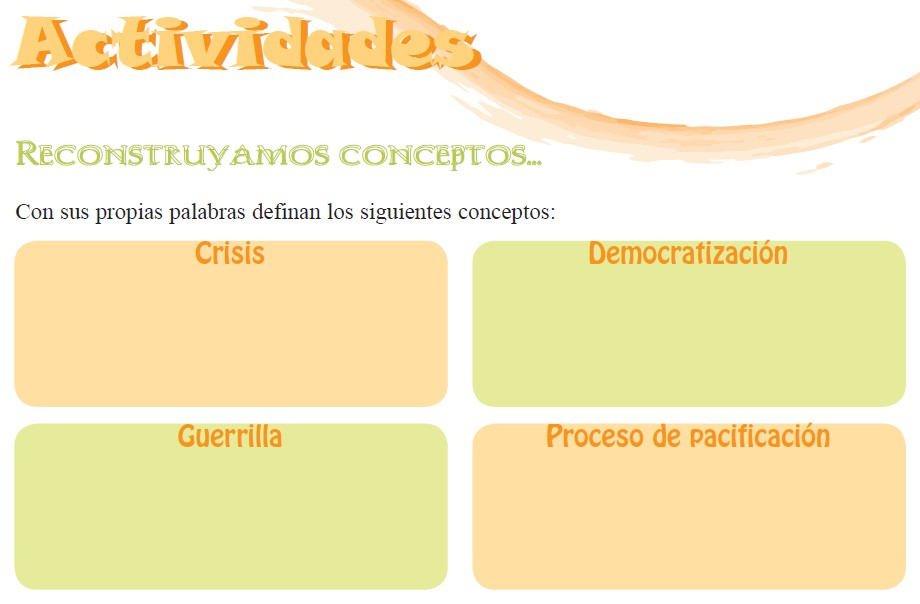 Actividades
Reconstruyamos conceptos...
Con sus propias palabras definan los siguientes conceptos:
Crisis
Democratización
Guerrilla
Proceso de pacificación